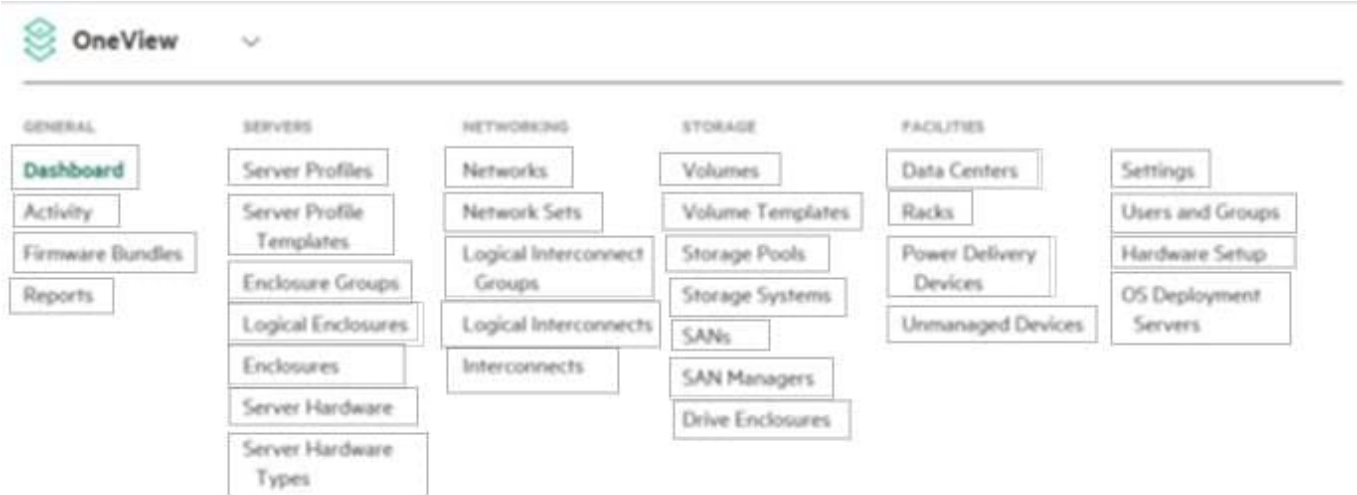 OneView
GENERAL
Dashboard
Activity
Firmware Bundles
Reports
SERVERS
Server Profiles
Server Profile
Templates
Enclosure Groups
Logical Enclosures
Enclosures
Server Hardware
Server Hardware
Types
NETWORKING
Networks
Network Sets
Logical Interconnect
Groups
Logical Interconnects
Interconnects
STORAGE
Volumes
Volume Templates
Storage Pools
Storage Systems
SANs
SAN Managers
Drive Enclosures
FACILITIES
Data Centers
Racks
Power Delivery
Devices
Unmanaged Devices
Settings
Users and Groups
Hardware Setup
OS Deployment
Servers